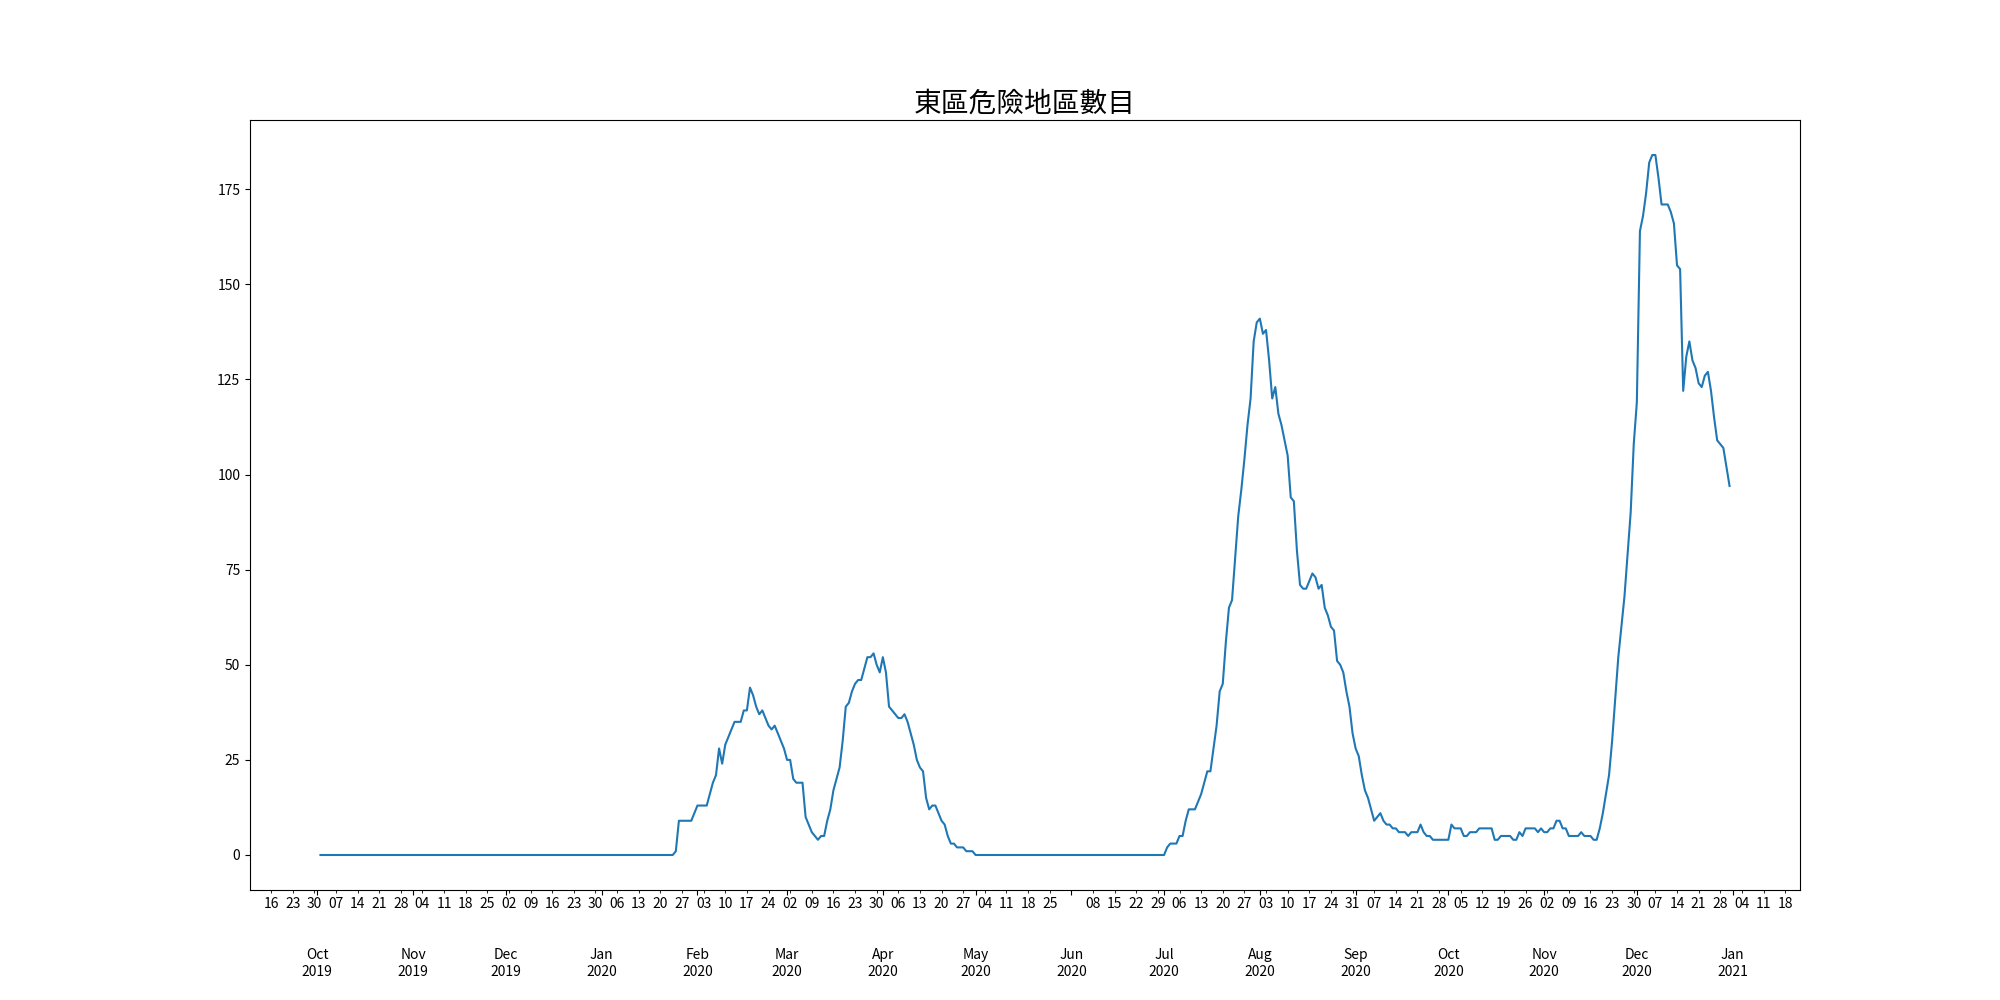 東區危險地區數目
175
150
125
100
75
50
25
0
16 23 30 07 14 21 28 04 11 18 25 02 09 16 23 30 06 13 20 27 03 10 17 24 02 09 16 23 30 06 13 20 27 04 11 18 25 08 15 22 29 06 13 20 27 03 10 17 24 31 07 14 21 28 05 12 19 26 02 09 16 23 30 07 14 21 28 04 11 18
Oct Nov Dec Jan Feb Mar Apr May Jun Jul Aug Sep Oct Nov Dec Jan
2019 2019 2019 2020 2020 2020 2020 2020 2020 2020 2020 2020 2020 2020 2020 2021